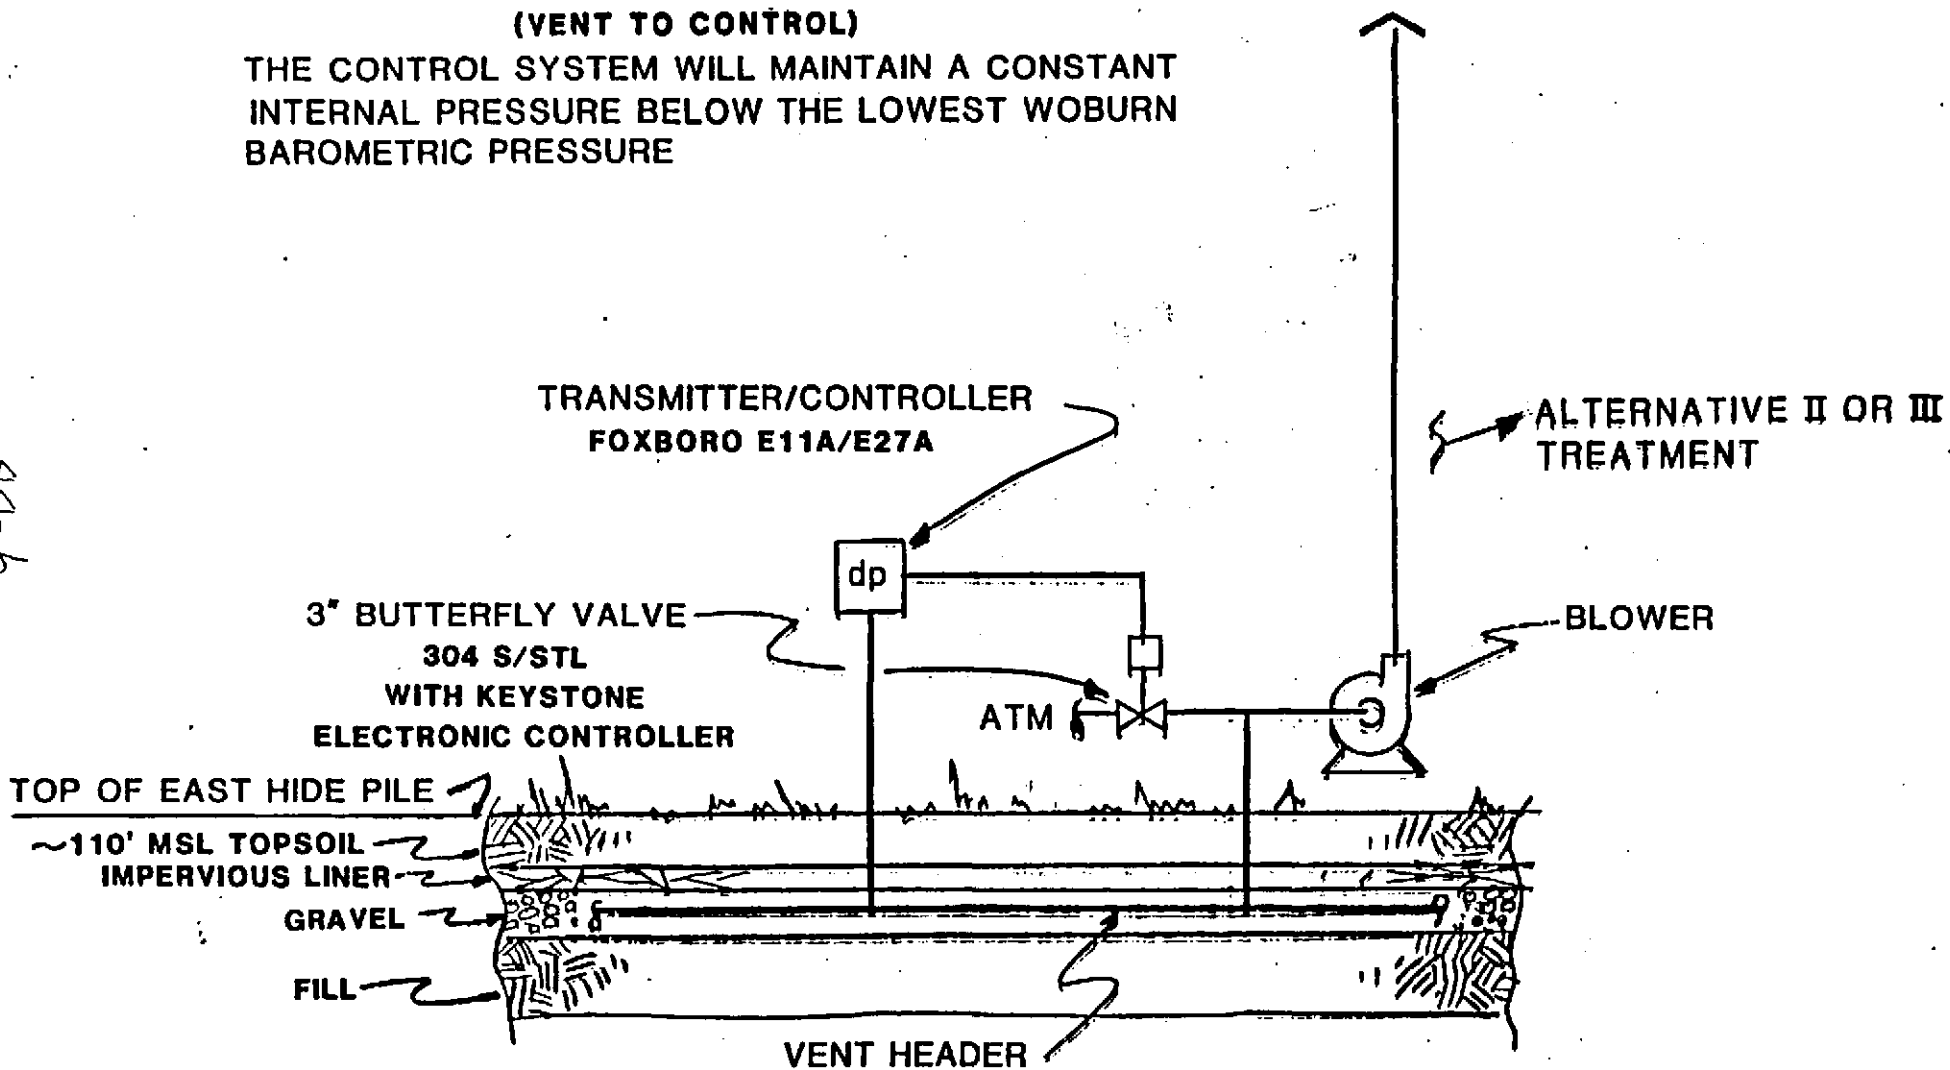 (VENT TO CONTROL)
THE CONTROL SYSTEM WILL MAINTAIN A CONSTANT
INTERNAL PRESSURE BELOW THE LOWEST WOBURN
BAROMETRIC PRESSURE
TRANSMITTER/CONTROLLER
FOXBORO E11A/E27A
ALTERNATIVE II OR III
TREATMENT
dp
3" BUTTERFLY VALVE
304 S/STL
WITH KEYSTONE
ELECTRONIC CONTROLLER
BLOWER
ATM
TOP OF EAST HIDE PILE
~110' MSL TOPSOIL
IMPERVIOUS LINER
GRAVEL
FILL
VENT HEADER